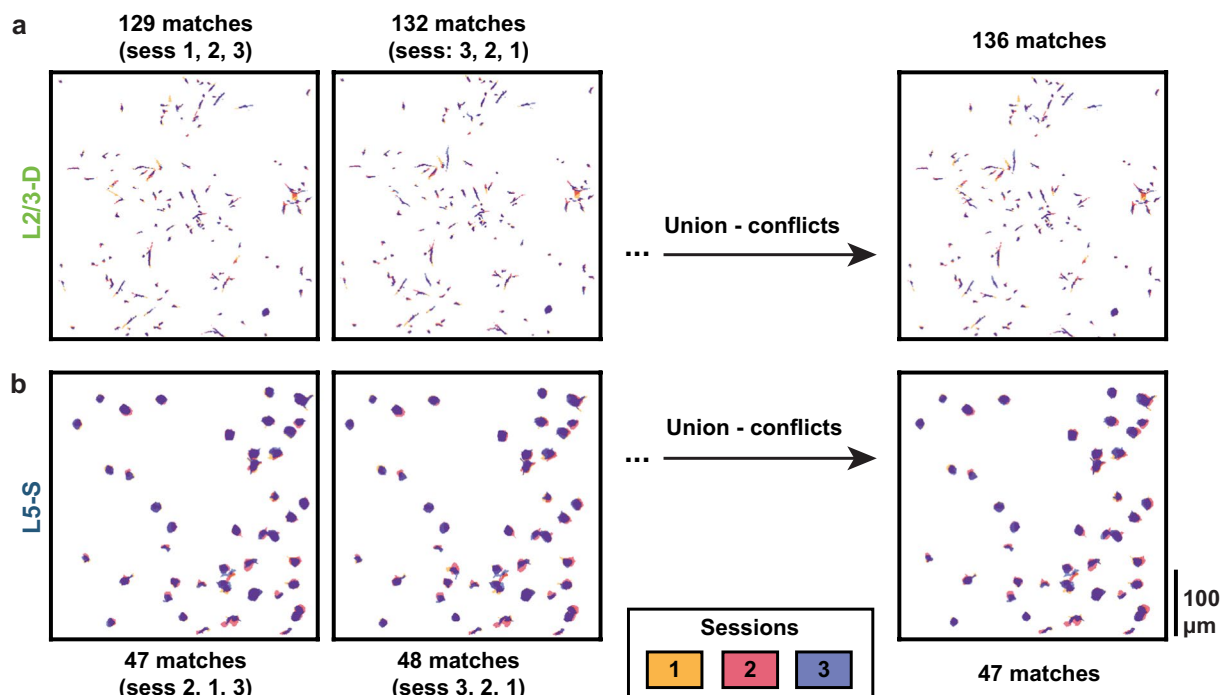 a
129 matches
(sess 1, 2, 3)
132 matches
(sess: 3, 2, 1)
136 matches
L2/3-D
...
Union - conflicts
b
L5-S
...
Union - conflicts
47 matches
(sess 2, 1, 3)
48 matches
(sess 3, 2, 1)
Sessions
1 2 3
47 matches
100
µm